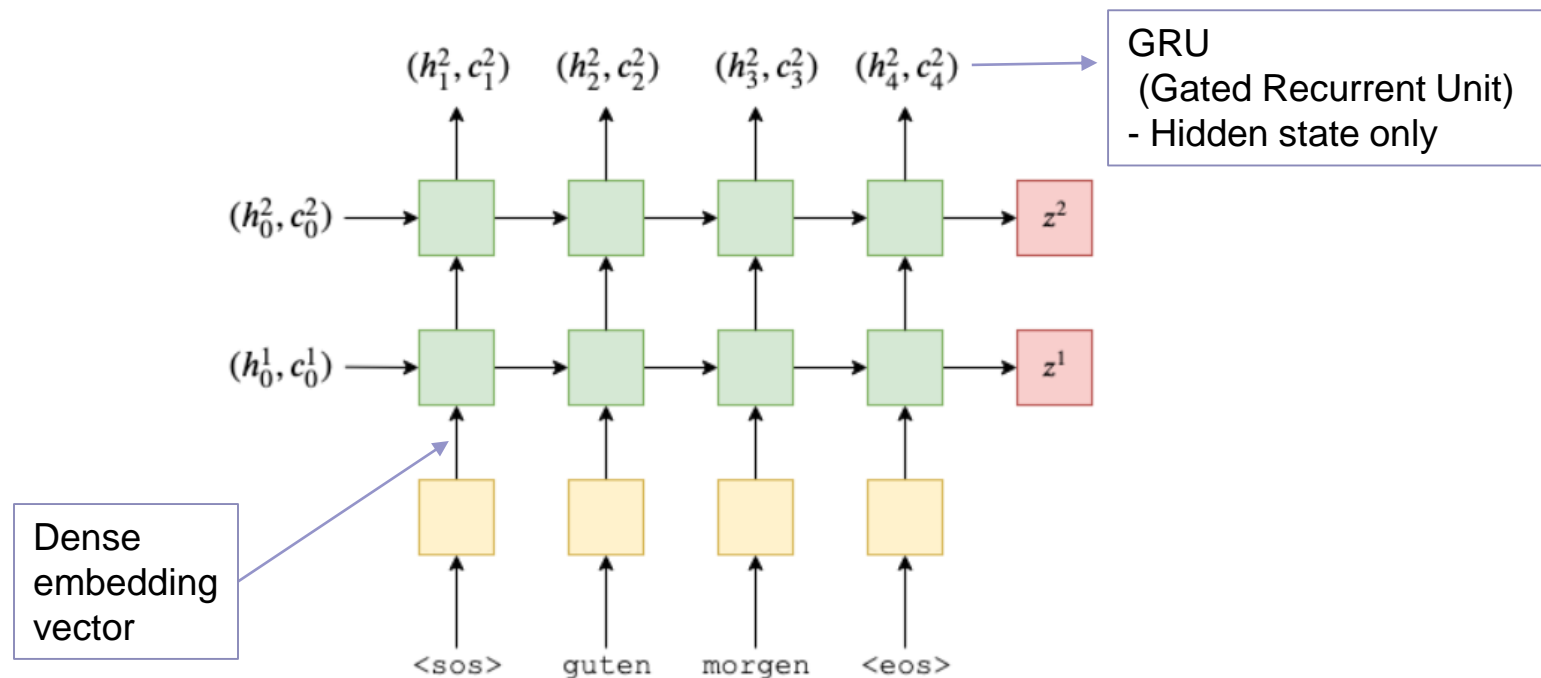 (h_1^2, c_1^2) (h_2^2, c_2^2) (h_3^2, c_3^2) (h_4^2, c_4^2)
GRU
(Gated Recurrent Unit)
- Hidden state only
(h_0^2, c_0^2)
z^2
(h_0^1, c_0^1)
z^1
Dense
embedding
vector
<sos> guten morgen <eos>